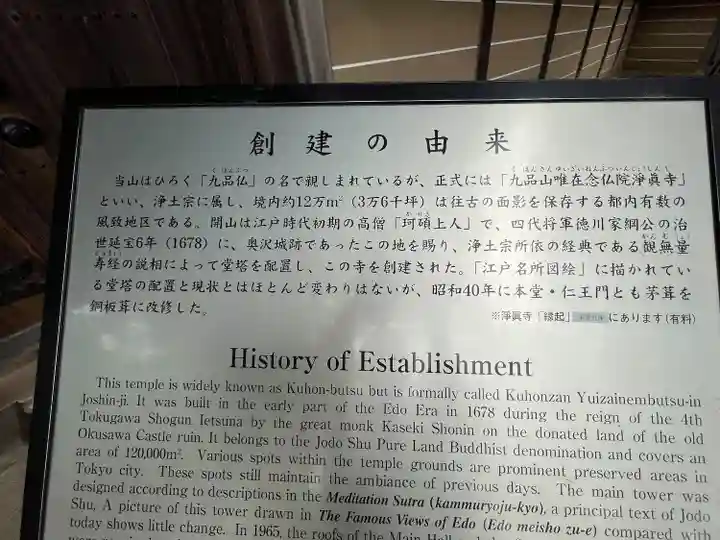 創建の由来
当山はひろく「九品仏」の名で親しまれているが、正式には「九品山唯在念仏院淨眞寺」
といい、浄土宗に属し、境内約12万m²（3万6千坪）は往古の面影を保存する都内有数の
風致地区である。開山は江戸時代初期の高僧「珂碩上人」で、四代将軍徳川家綱公の治
世延宝6年（1678）に、奥沢城跡であったこの地を賜り、浄土宗所依の経典である観無量
寿経の説相によって堂塔を配置し、この寺を創建された。「江戸名所図絵」に描かれてい
る堂塔の配置と現状とはほとんど変わりはないが、昭和40年に本堂・仁王門とも茅葺を
銅板葺に改修した。
※淨眞寺「縁起」にあります(有料)
History of Establishment
This temple is widely known as Kuhon-butsu but is formally called Kuhonzan Yuizainembutsu-in
Joshin-ji. It was built in the early part of the Edo Era in 1678 during the reign of the 4th
Tokugawa Shogun Ietsuna by the great monk Kaseki Shonin on the donated land of the old
Okusawa Castle ruin. It belongs to the Jodo Shu Pure Land Buddhist denomination and covers an
area of 120,000m². Various spots within the temple grounds are prominent preserved areas in
Tokyo city. These spots still maintain the ambiance of previous days. The main tower was
designed according to descriptions in the Meditation Sutra (kammuryoju-kyo), a principal text of Jodo
Shu, A picture of this tower drawn in The Famous Views of Edo (Edo meisho zu-e) compared with
today shows little change. In 1965, the roofs of the Main Hall